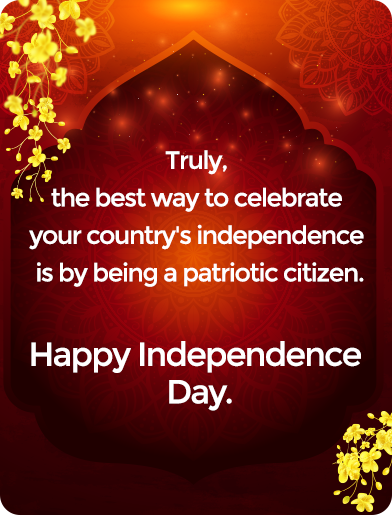 Truly,
the best way to celebrate
your country's independence
is by being a patriotic citizen.
Happy Independence
Day.